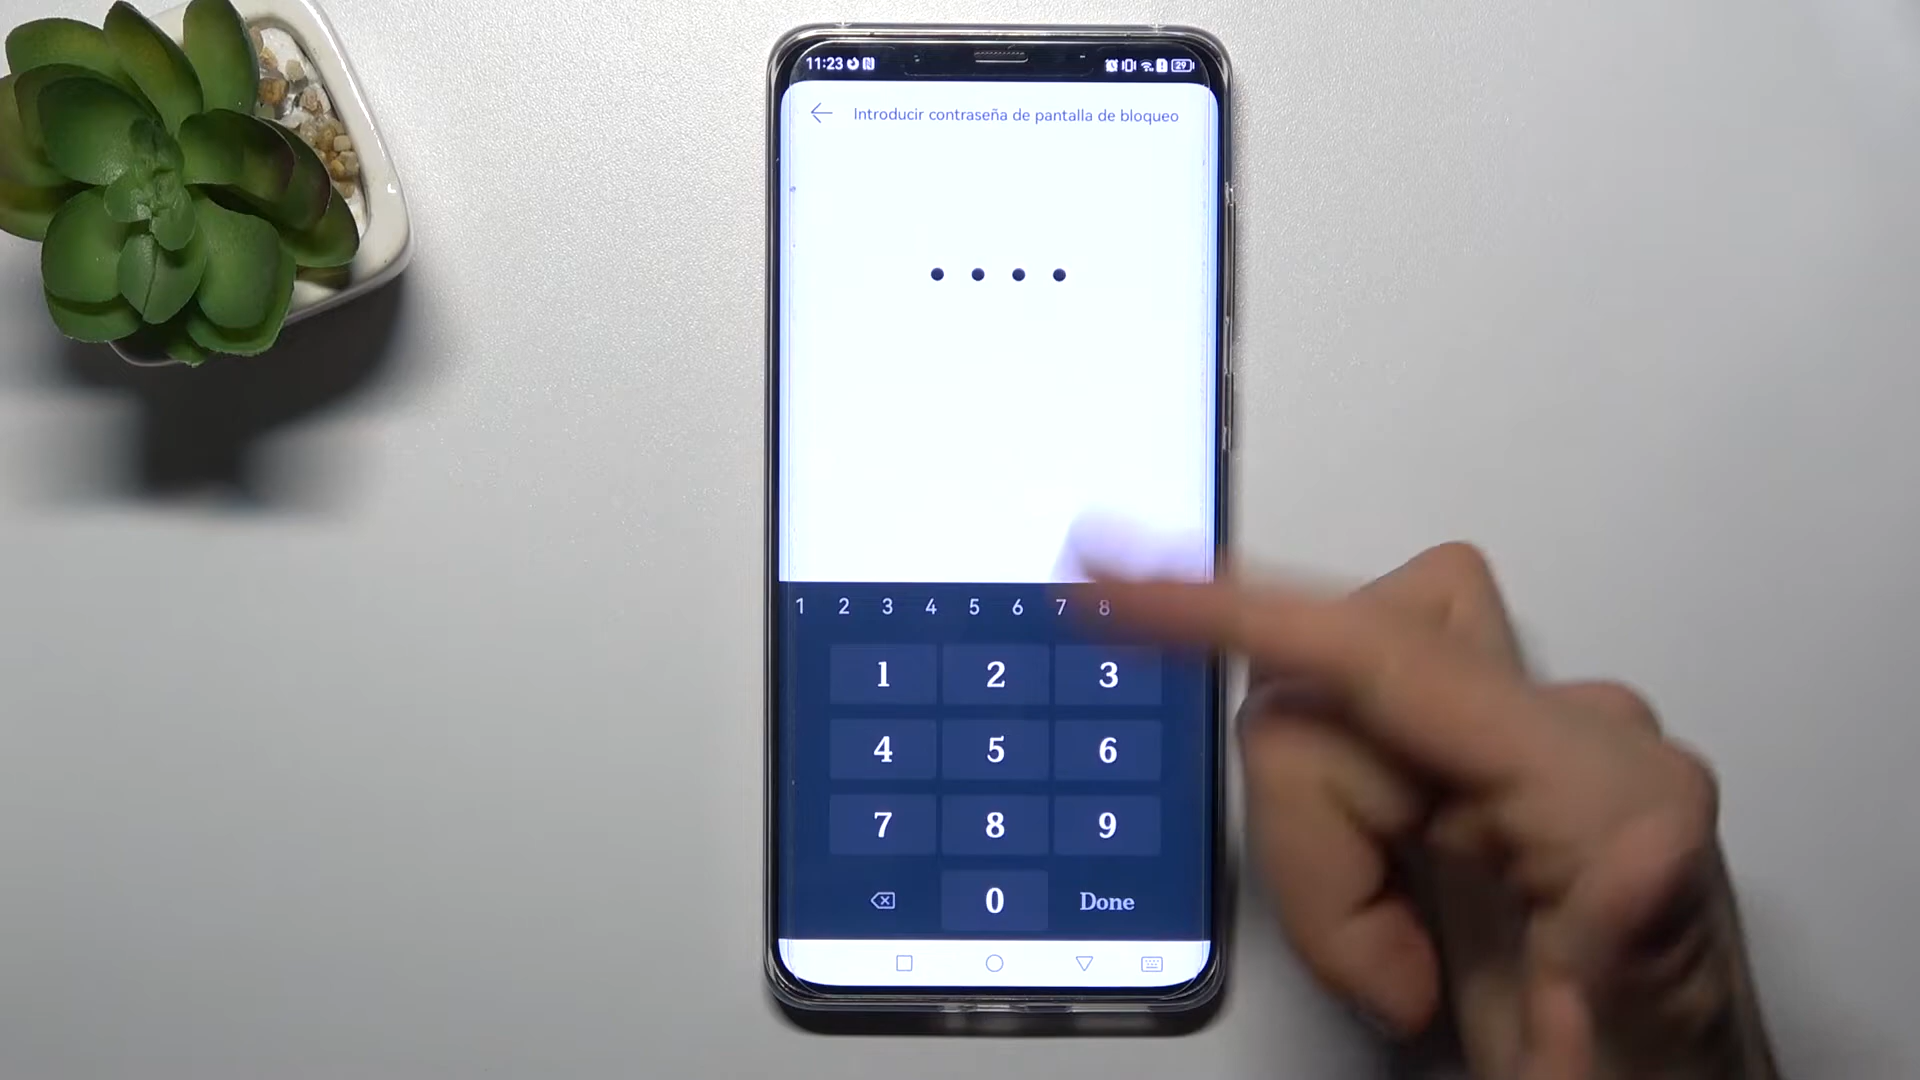 11:23
29
Introducir contraseña de pantalla de bloqueo
1 2 3 4 5 6 7 8
1 2 3
4 5 6
7 8 9
0 Done